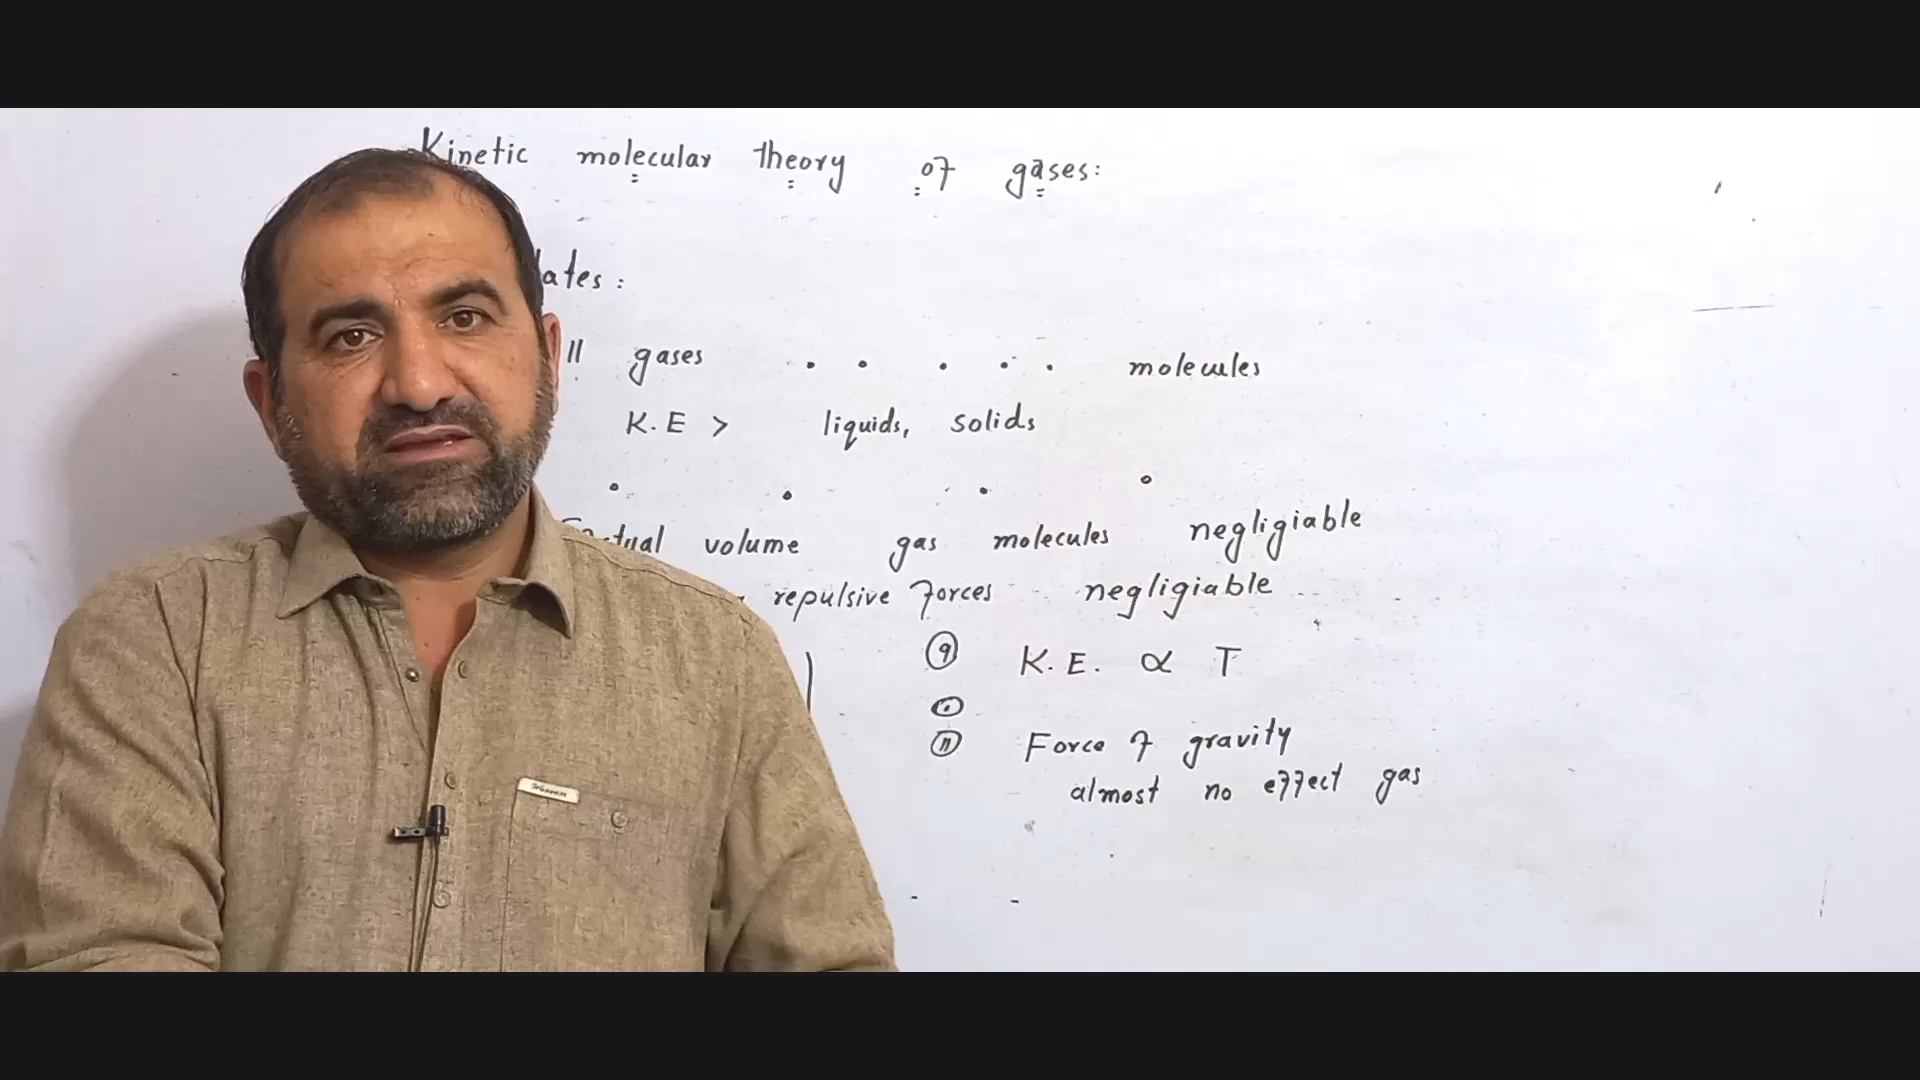 Kinetic molecular theory of gases:
lates:
ll gases . . . . . molecules
K.E > liquids, solids
ctual volume gas molecules negligiable
repulsive forces negligiable
9 K.E. ∝ T
11 Force of gravity
almost no effect gas